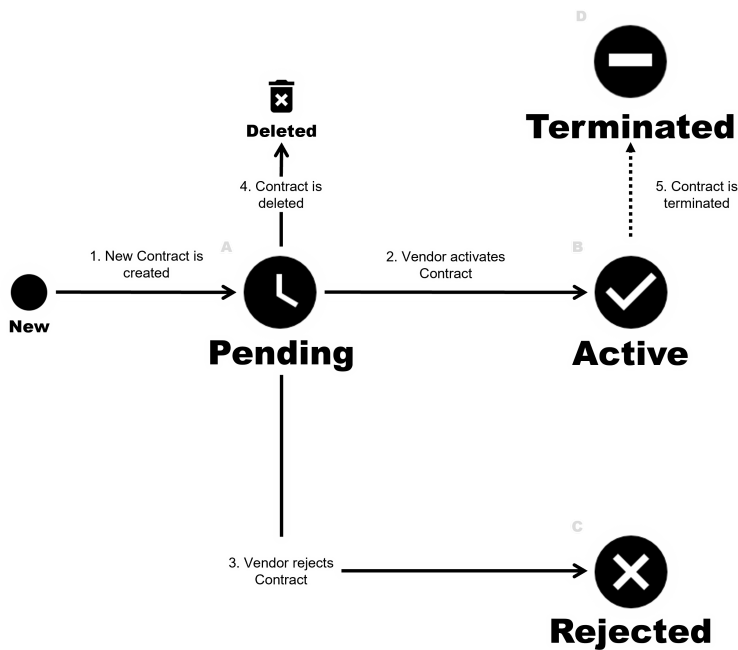 D
Terminated
Deleted
4. Contract is
deleted
5. Contract is
terminated
A
1. New Contract is
created
2. Vendor activates
Contract
B
New
Pending
Active
C
3. Vendor rejects
Contract
Rejected